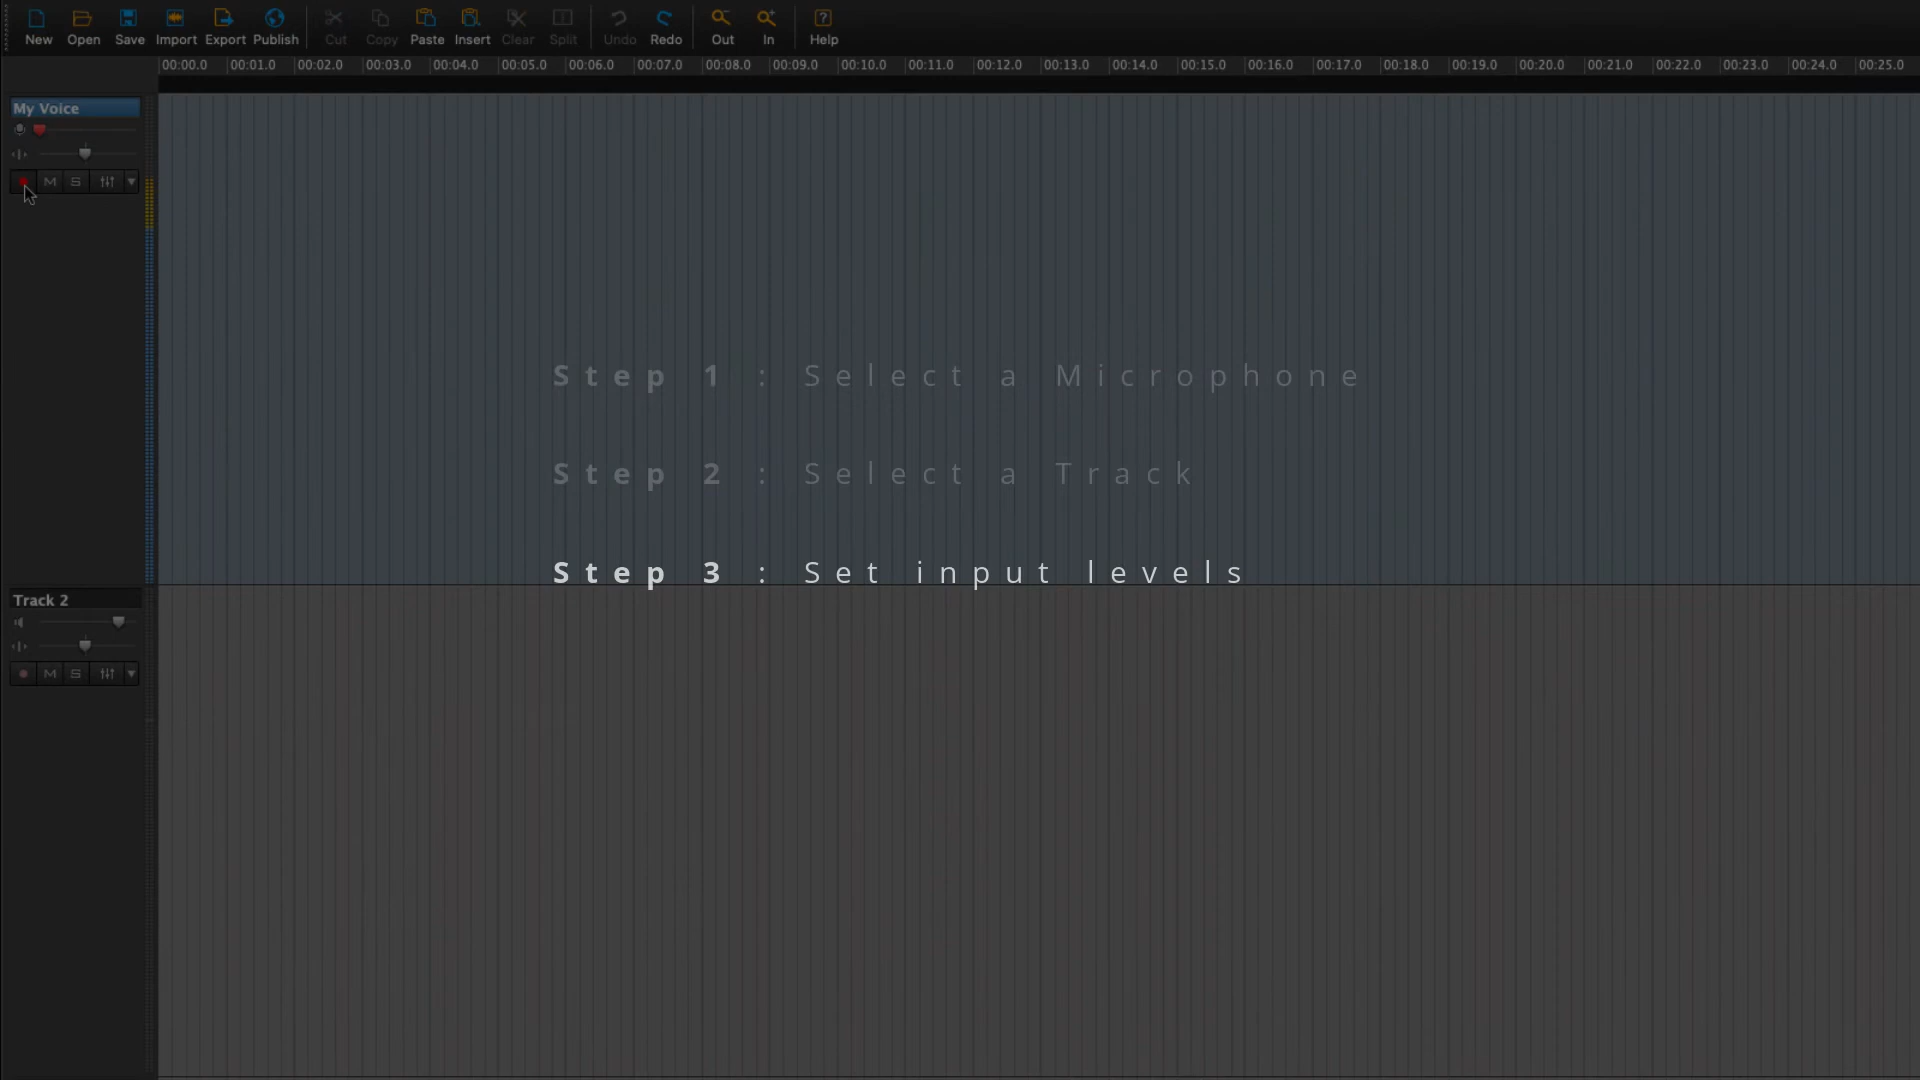 New Open Save Import Export Publish Cut Copy Paste Insert Clear Split Undo Redo Out In Help
00:00.0 00:01.0 00:02.0 00:03.0 00:04.0 00:05.0 00:06.0 00:07.0 00:08.0 00:09.0 00:10.0 00:11.0 00:12.0 00:13.0 00:14.0 00:15.0 00:16.0 00:17.0 00:18.0 00:19.0 00:20.0 00:21.0 00:22.0 00:23.0 00:24.0 00:25.0
My Voice
M S
Step 1 : Select a Microphone
Step 2 : Select a Track
Step 3 : Set input levels
Track 2
M S